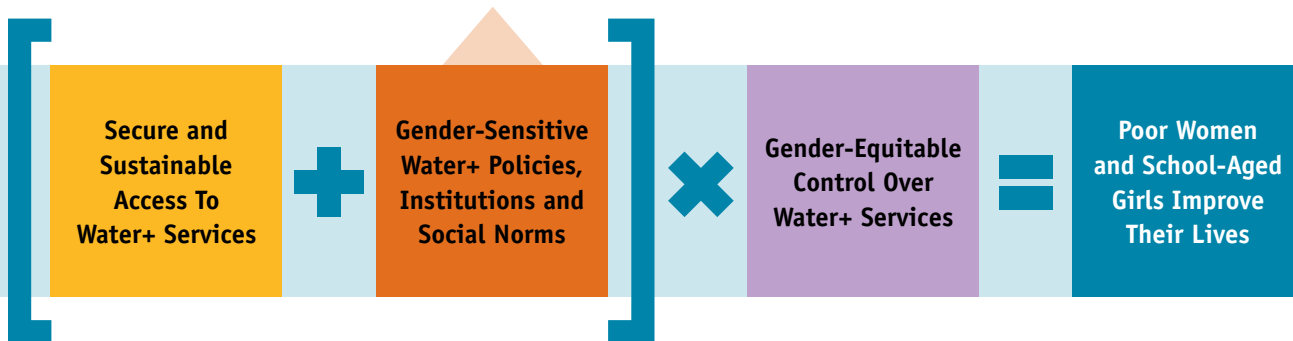 Secure and
Sustainable
Access To
Water+ Services
Gender-Sensitive
Water+ Policies,
Institutions and
Social Norms
Gender-Equitable
Control Over
Water+ Services
Poor Women
and School-Aged
Girls Improve
Their Lives